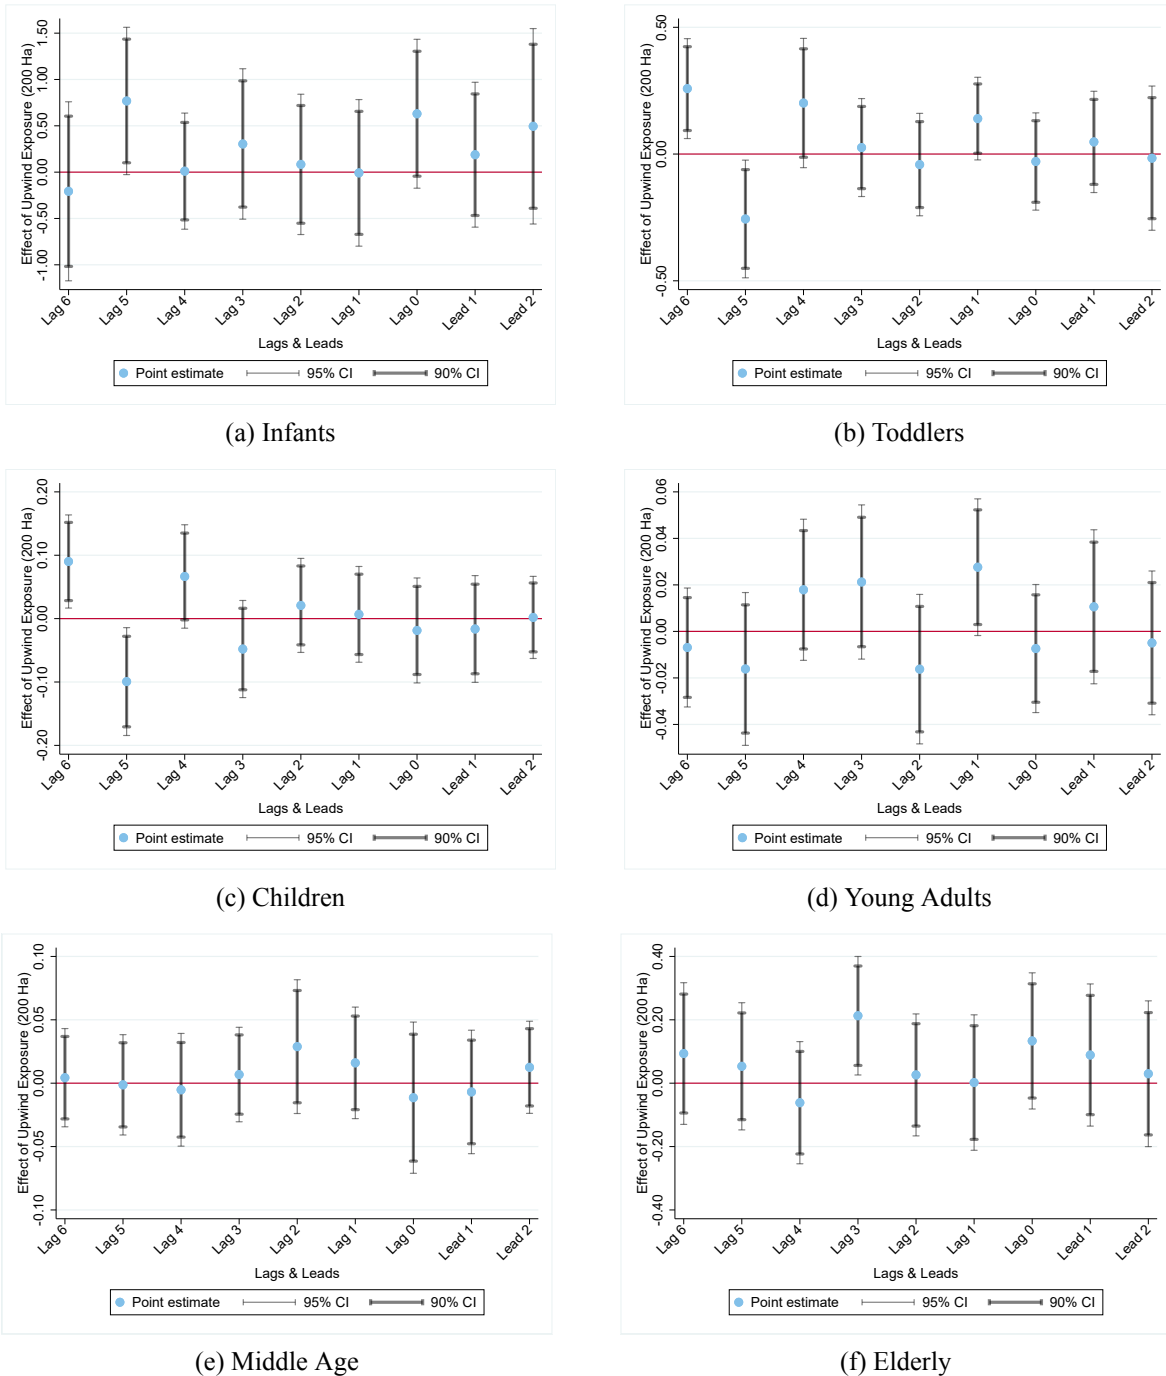 Effect of Upwind Exposure (200 Ha)
1.50
1.00
0.50
0.00
-0.50
-1.00
Lag 6 Lag 5 Lag 4 Lag 3 Lag 2 Lag 1 Lag 0 Lead 1 Lead 2
Lags & Leads
Point estimate 95% CI 90% CI
(a) Infants
Effect of Upwind Exposure (200 Ha)
0.50
0.00
-0.50
Lag 6 Lag 5 Lag 4 Lag 3 Lag 2 Lag 1 Lag 0 Lead 1 Lead 2
Lags & Leads
Point estimate 95% CI 90% CI
(b) Toddlers
Effect of Upwind Exposure (200 Ha)
0.20
0.10
0.00
-0.10
-0.20
Lag 6 Lag 5 Lag 4 Lag 3 Lag 2 Lag 1 Lag 0 Lead 1 Lead 2
Lags & Leads
Point estimate 95% CI 90% CI
(c) Children
Effect of Upwind Exposure (200 Ha)
0.06
0.04
0.02
0.00
-0.02
-0.04
Lag 6 Lag 5 Lag 4 Lag 3 Lag 2 Lag 1 Lag 0 Lead 1 Lead 2
Lags & Leads
Point estimate 95% CI 90% CI
(d) Young Adults
Effect of Upwind Exposure (200 Ha)
0.10
0.05
0.00
-0.05
-0.10
Lag 6 Lag 5 Lag 4 Lag 3 Lag 2 Lag 1 Lag 0 Lead 1 Lead 2
Lags & Leads
Point estimate 95% CI 90% CI
(e) Middle Age
Effect of Upwind Exposure (200 Ha)
0.40
0.20
0.00
-0.20
-0.40
Lag 6 Lag 5 Lag 4 Lag 3 Lag 2 Lag 1 Lag 0 Lead 1 Lead 2
Lags & Leads
Point estimate 95% CI 90% CI
(f) Elderly